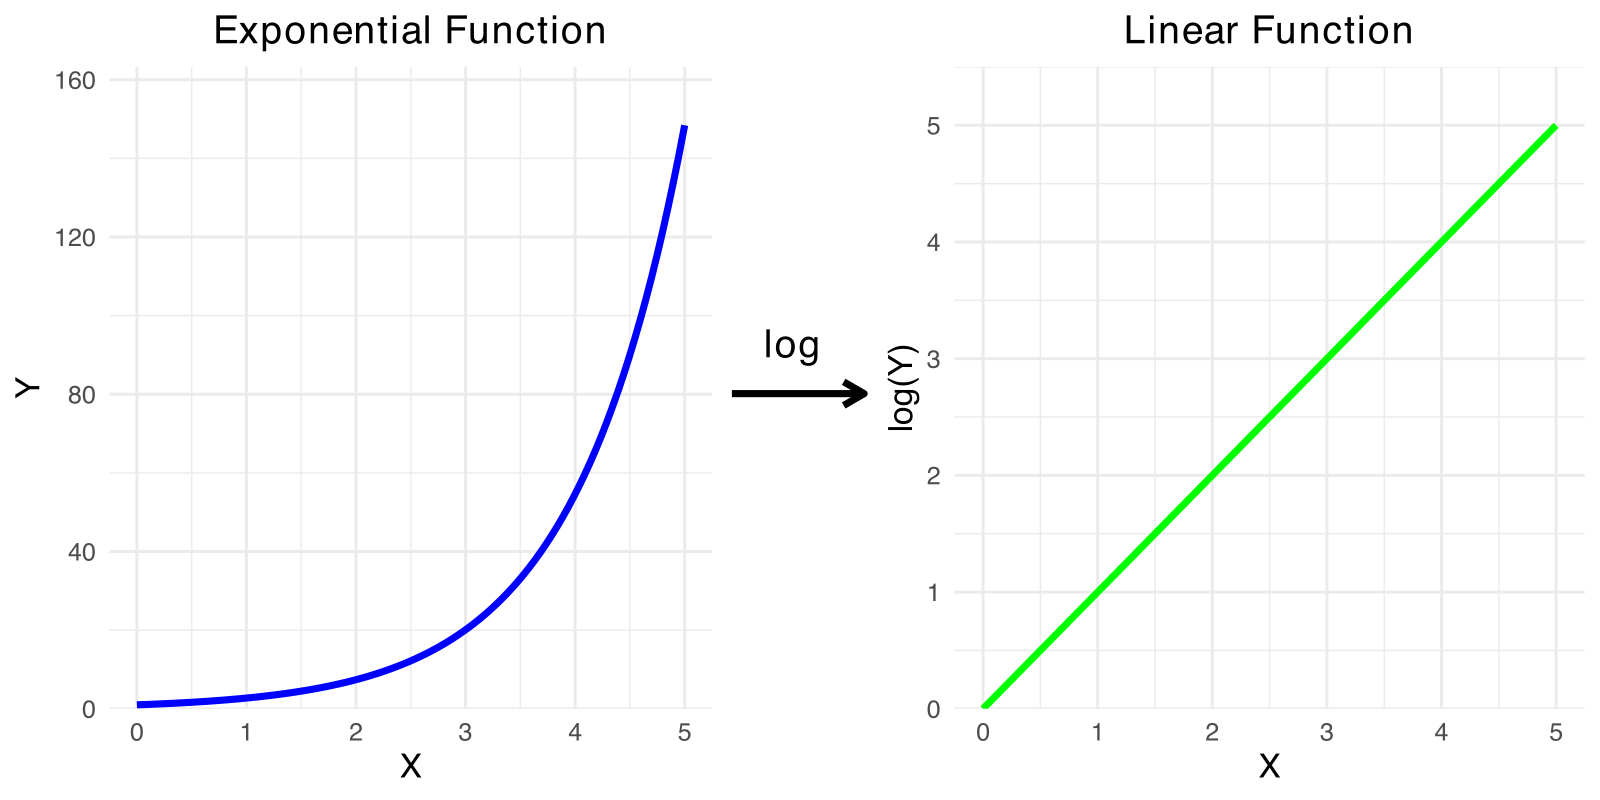 Exponential Function
160
120
80
40
0
Y
0 1 2 3 4 5
X
log
Linear Function
5
4
3
2
1
0
log(Y)
0 1 2 3 4 5
X